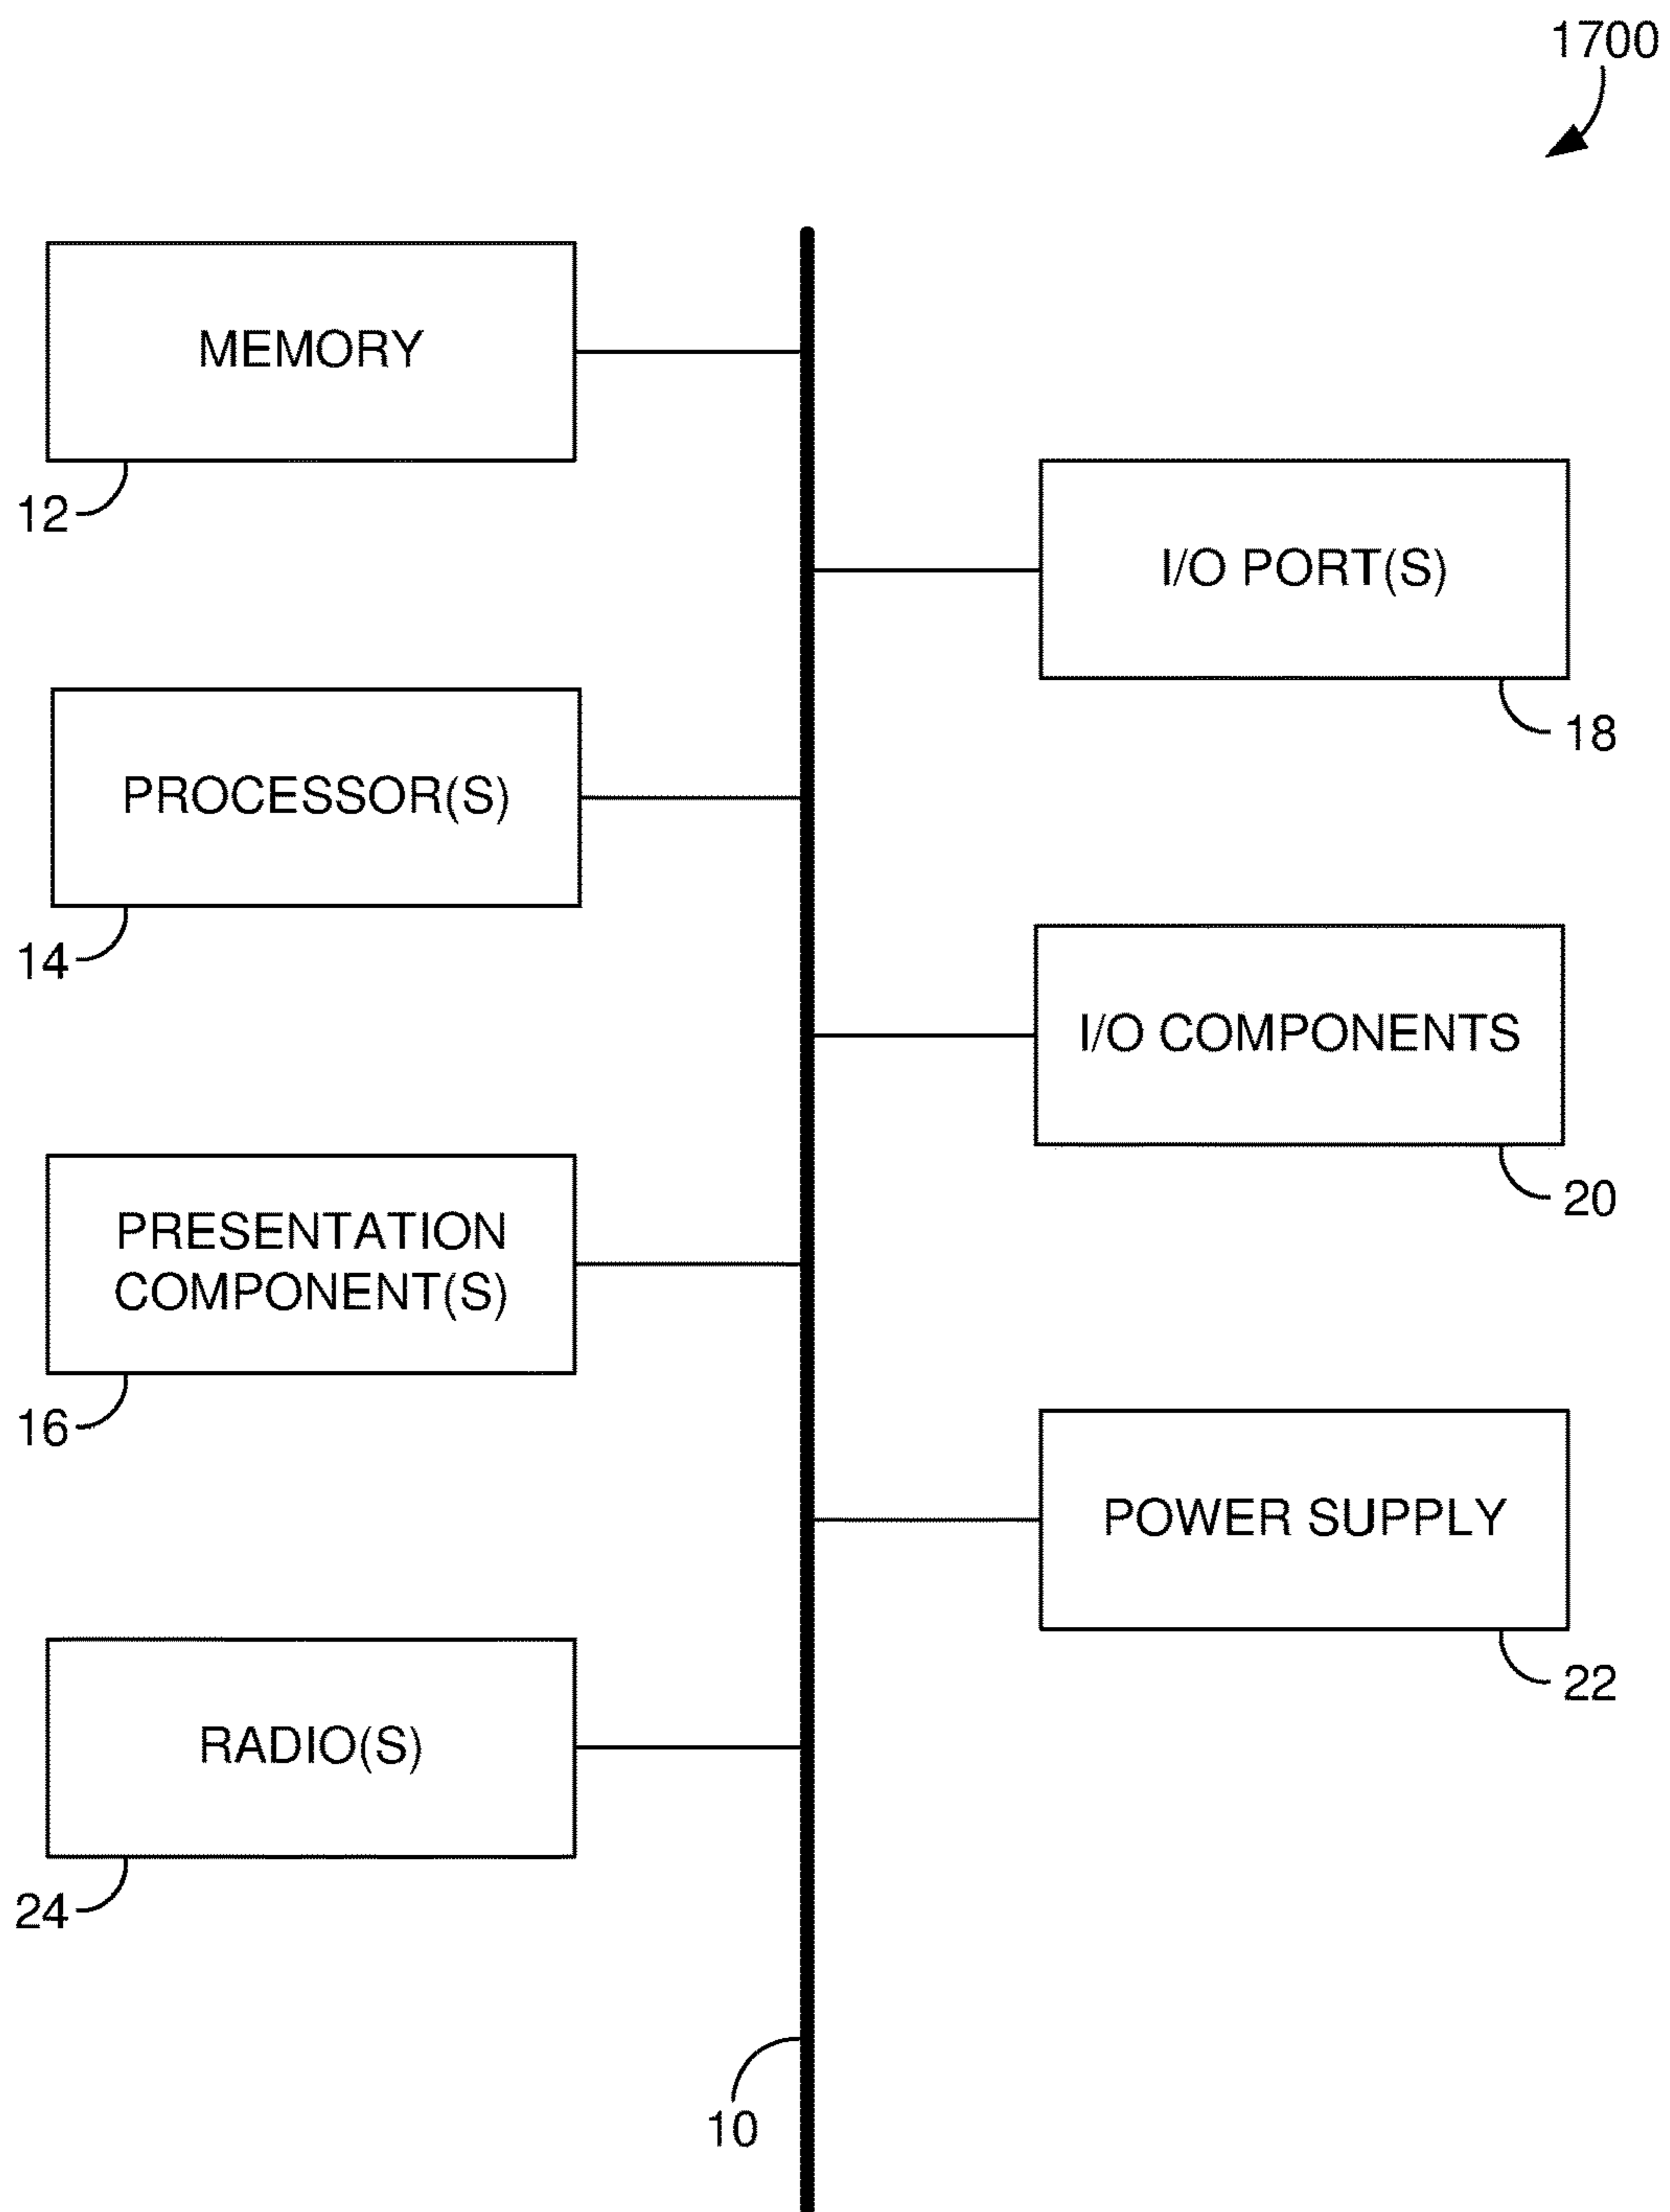 1700
MEMORY
12
I/O PORT(S)
18
PROCESSOR(S)
14
I/O COMPONENTS
20
PRESENTATION
COMPONENT(S)
16
POWER SUPPLY
22
RADIO(S)
24
10